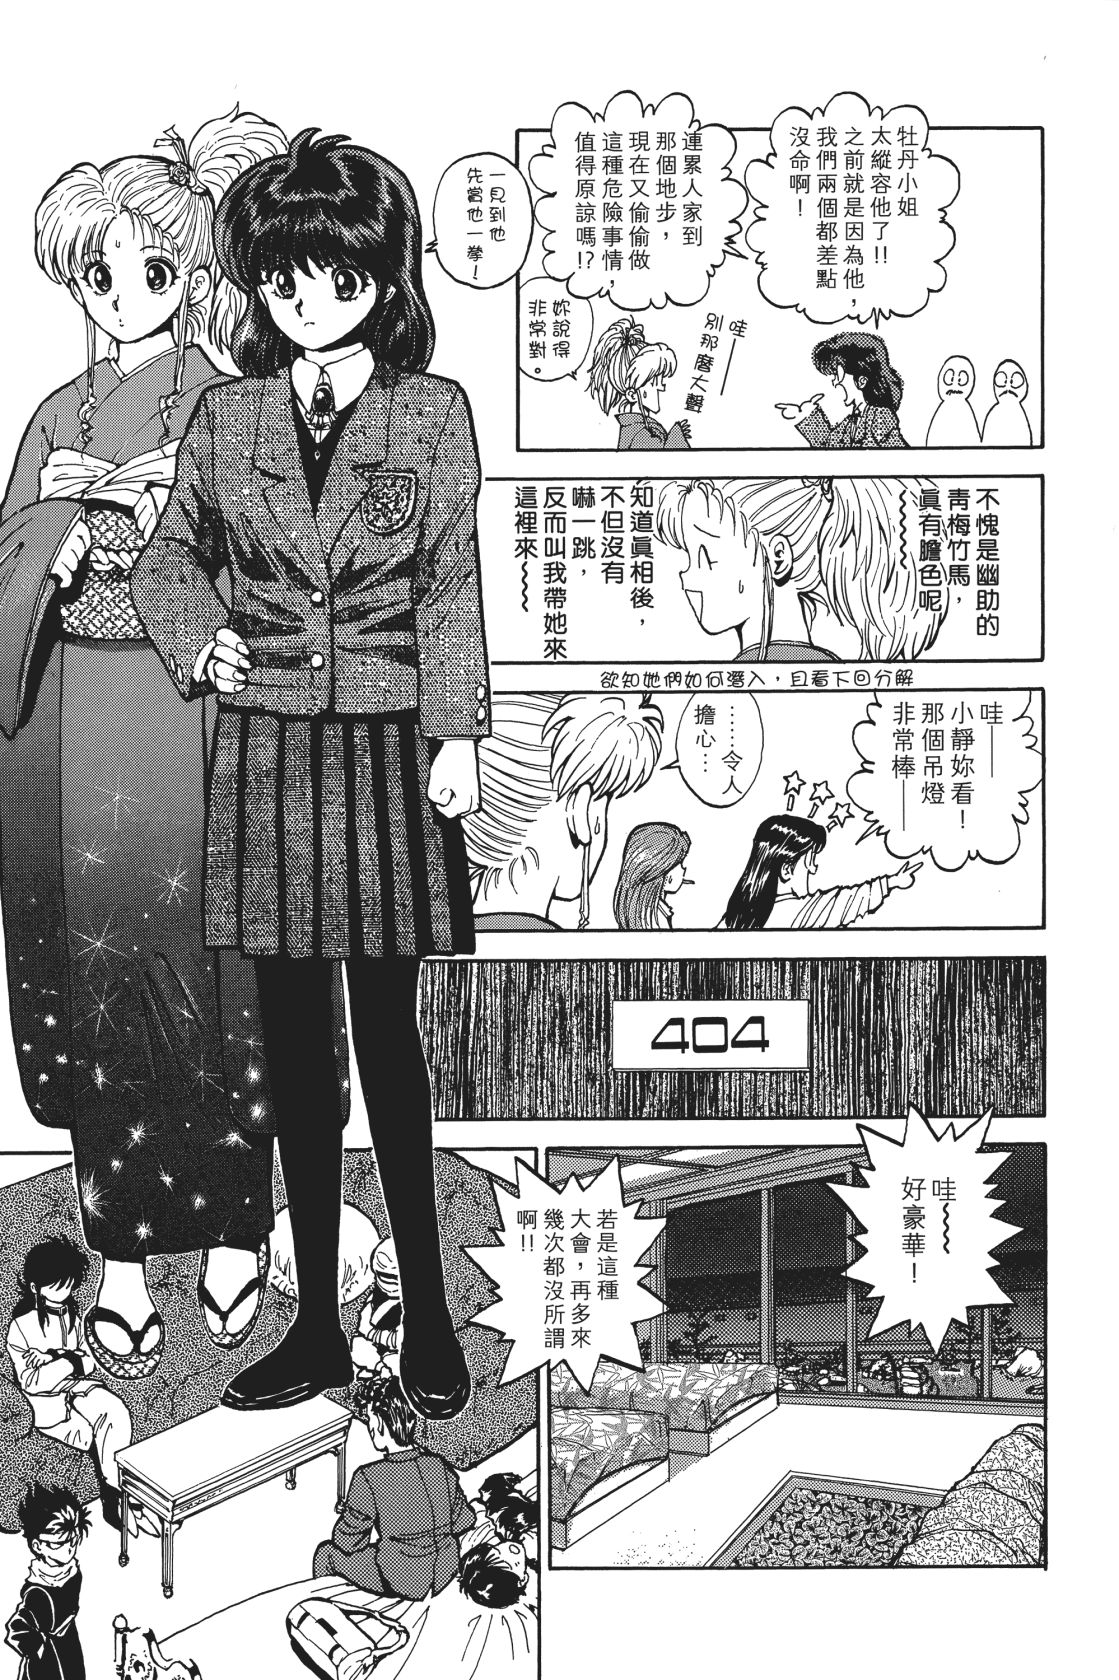 牡丹小姐
太縱容他了!!
之前就是因為他，
我們兩個都差點
沒命啊！
連累人家到
那個地步，
現在又偷偷做
這種危險事情，
值得原諒嗎!?
哇——
別那麼大聲
妳說得
非常對。
一見到他
先賞他一拳！
不愧是幽助的
青梅竹馬，
真有膽色呢～～
知道真相後，
不但沒有
嚇一跳，
反而叫我帶她來
這裡來～～
欲知她們如何潛入，且看下回分解
哇——
小靜妳看！
那個吊燈
非常棒——
……令人
擔心…
404
哇～～
好豪華！
若是這種
大會，再多來
幾次都沒所謂
啊!!